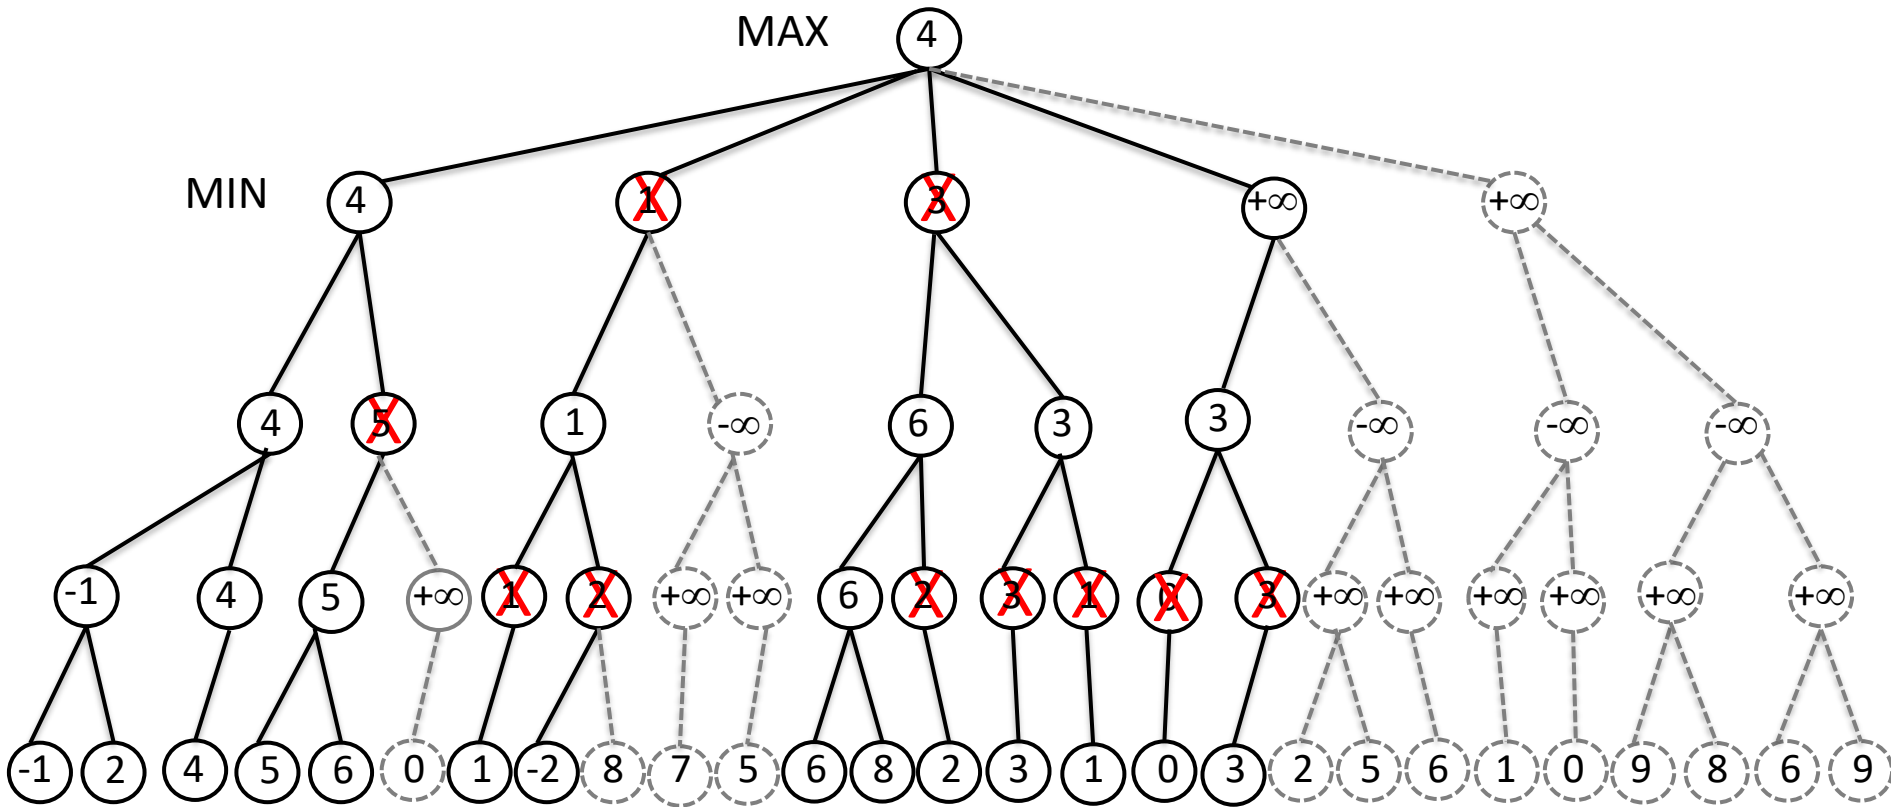 MAX 4
MIN 4 1 3 +∞ +∞
4 5 1 -∞ 6 3 3 -∞ -∞ -∞
-1 4 5 +∞ 1 2 +∞ +∞ 6 2 3 1 0 3 +∞ +∞ +∞ +∞ +∞ +∞
-1 2 4 5 6 0 1 -2 8 7 5 6 8 2 3 1 0 3 2 5 6 1 0 9 8 6 9